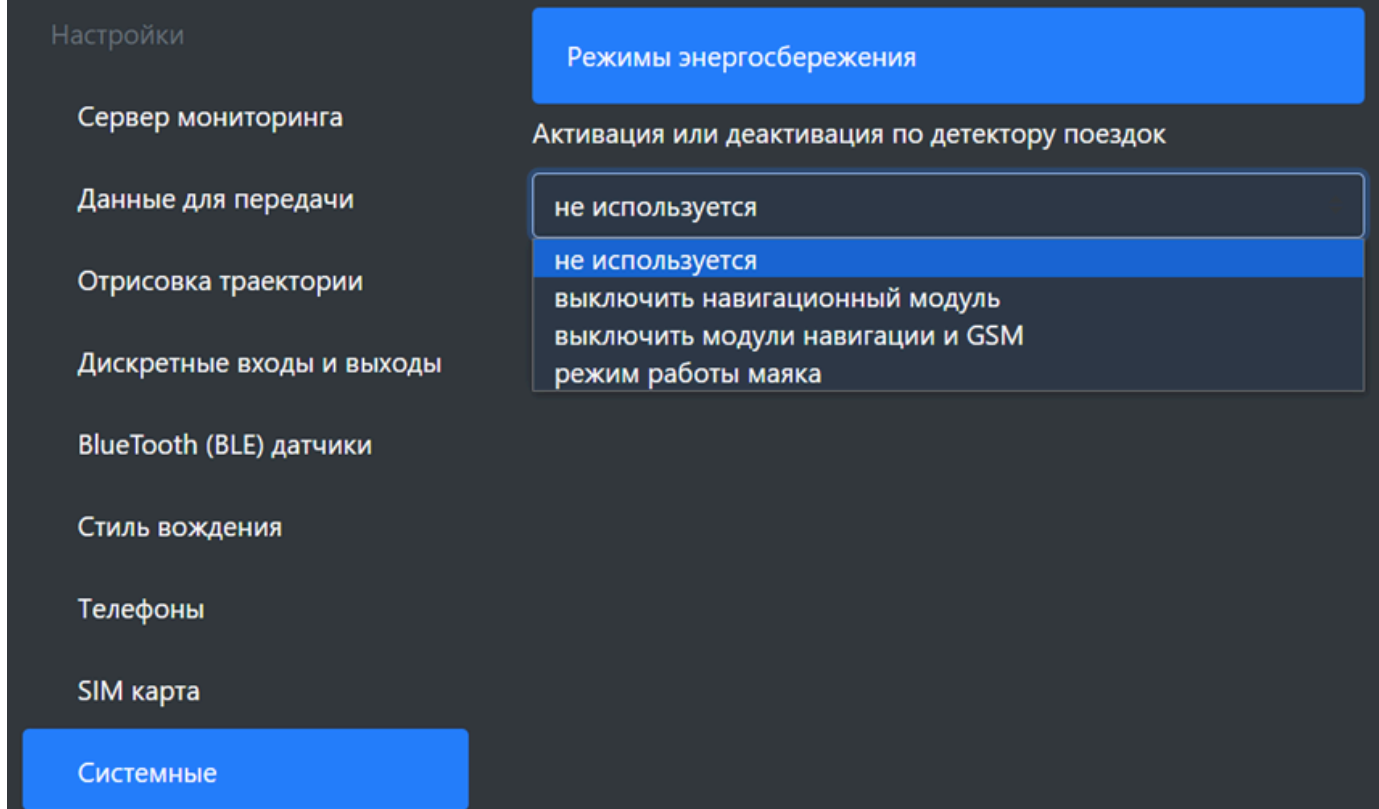 Настройки
Сервер мониторинга
Данные для передачи
Отрисовка траектории
Дискретные входы и выходы
BlueTooth (BLE) датчики
Стиль вождения
Телефоны
SIM карта
Системные
Режимы энергосбережения
Активация или деактивация по детектору поездок
не используется
не используется
выключить навигационный модуль
выключить модули навигации и GSM
режим работы маяка